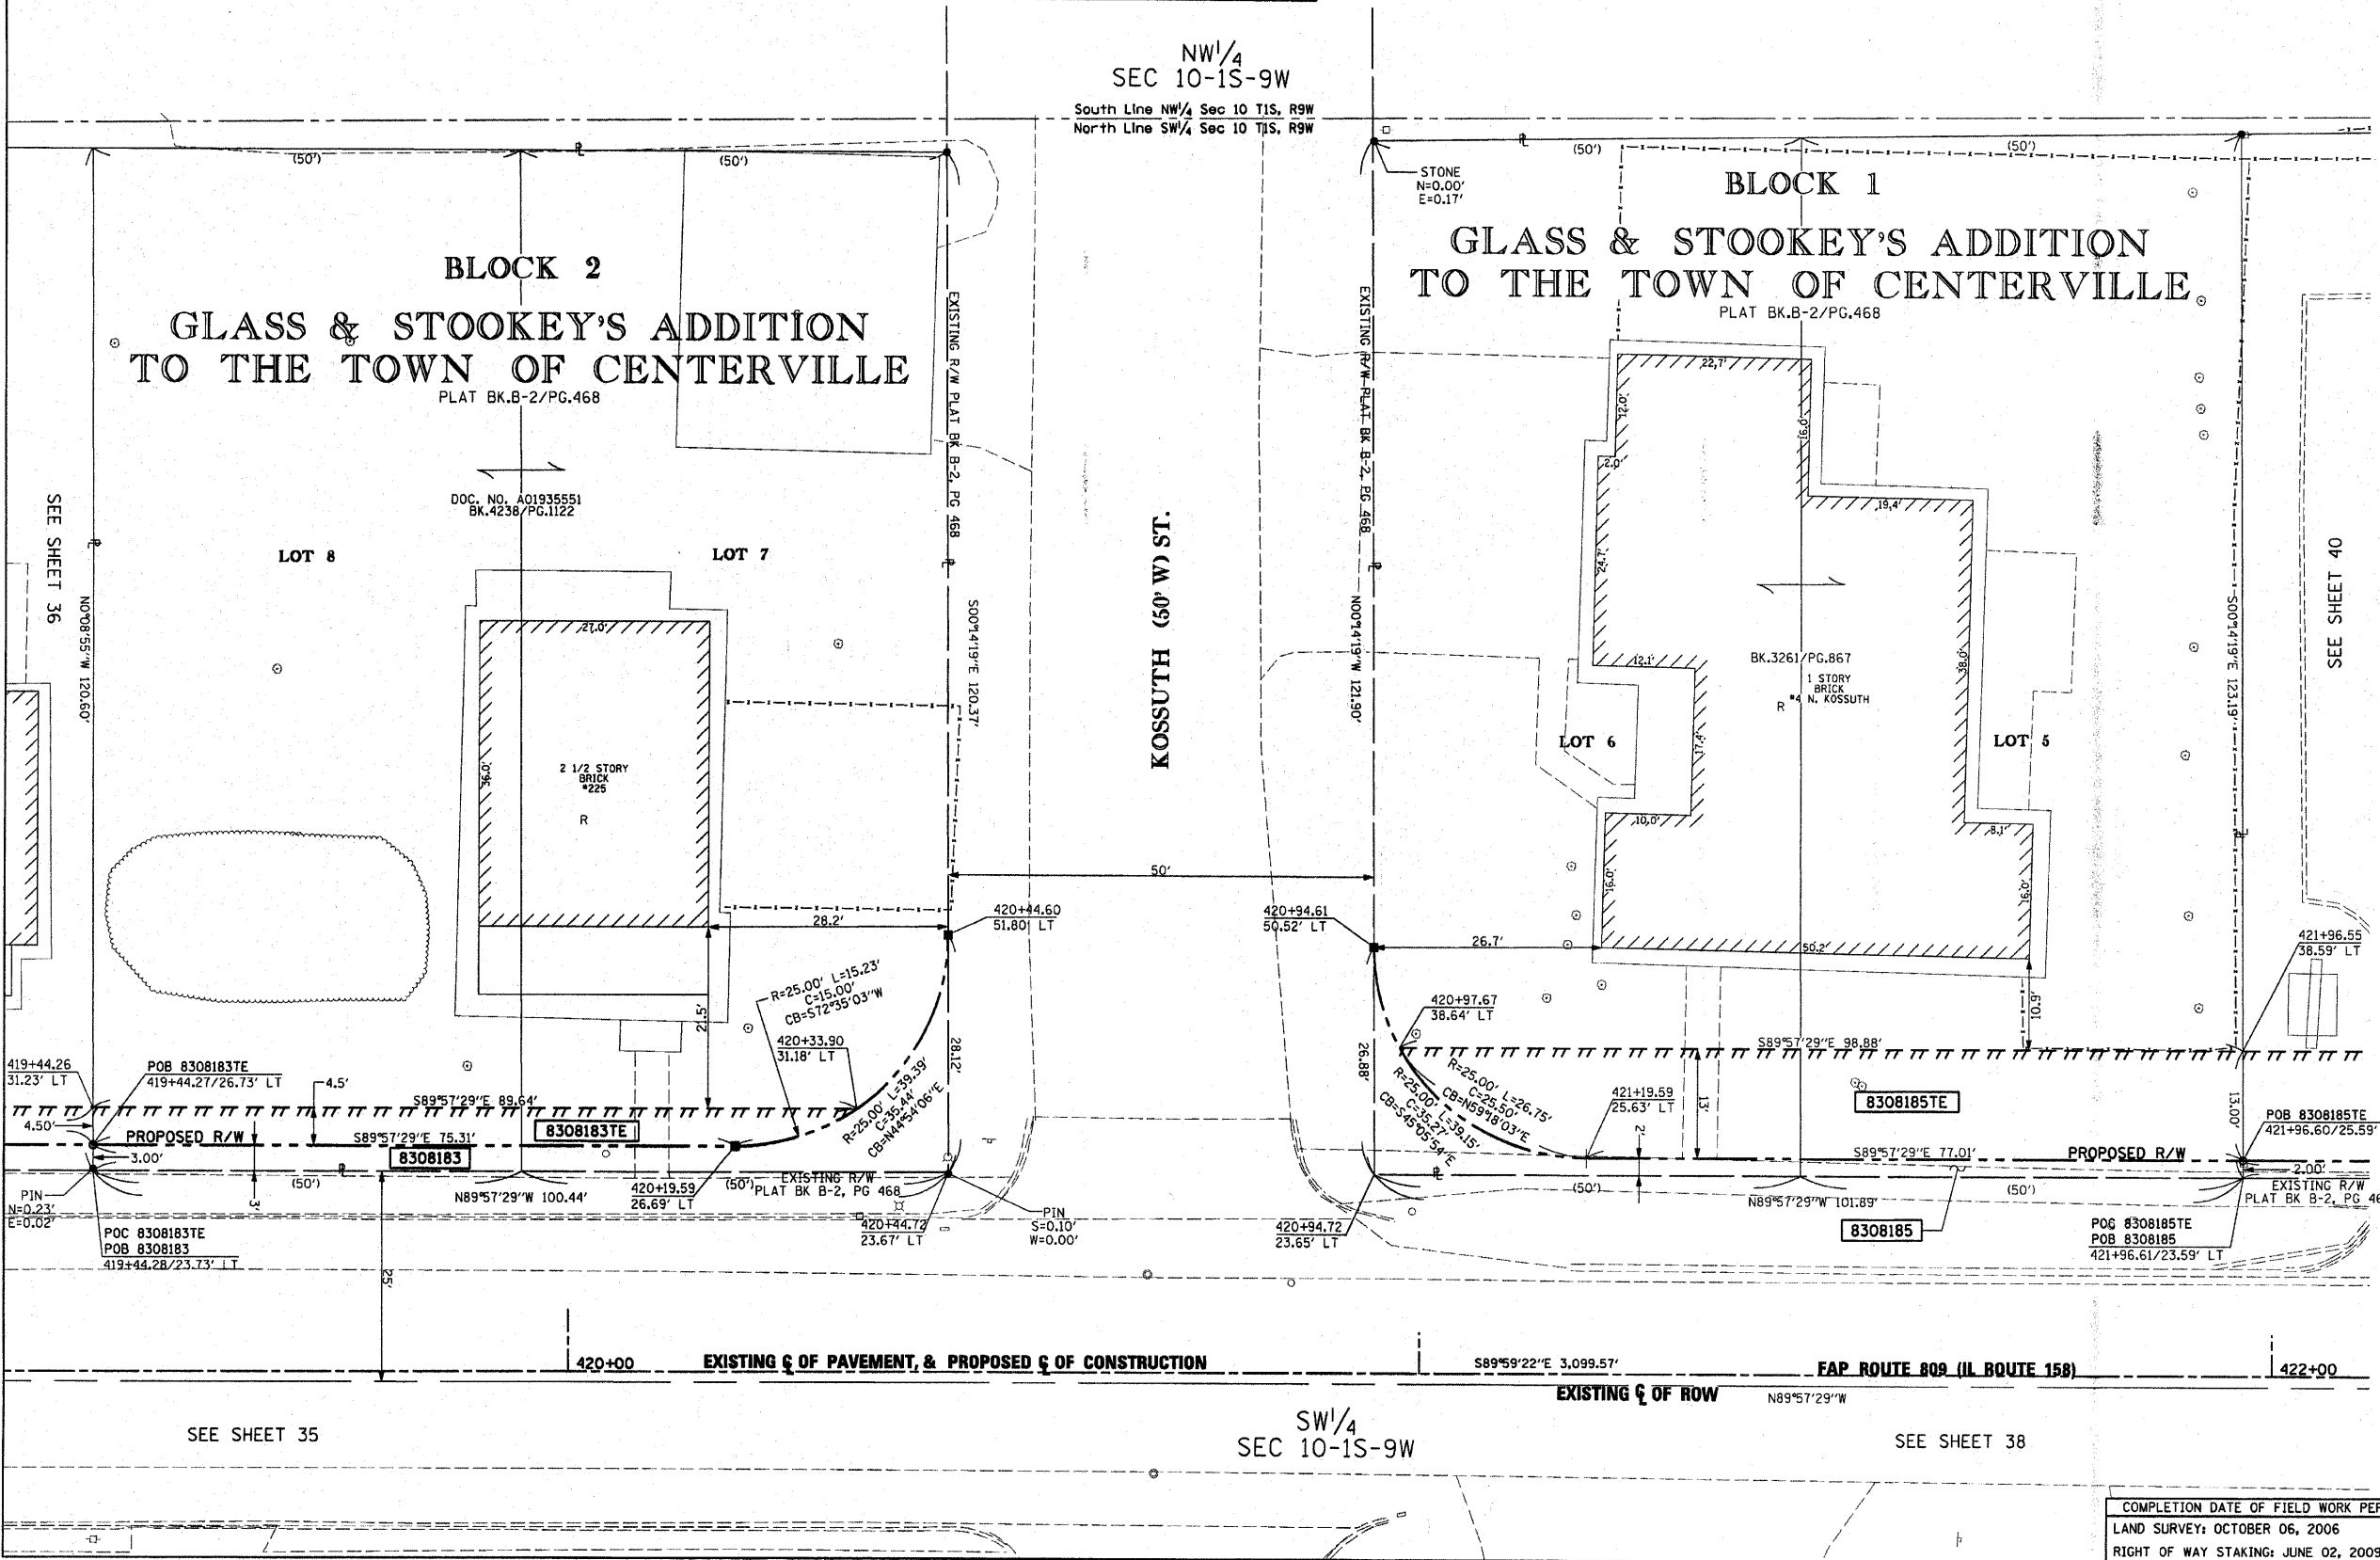 NW1/4
SEC 10-1S-9W
South Line NW1/4 Sec 10 T1S, R9W
North Line SW1/4 Sec 10 T1S, R9W
(50')
℄
(50')
STONE
N=0.00'
E=0.17'
(50')
(50')
BLOCK 2
GLASS & STOOKEY'S ADDITION
TO THE TOWN OF CENTERVILLE
PLAT BK.B-2/PG.468
BLOCK 1
GLASS & STOOKEY'S ADDITION
TO THE TOWN OF CENTERVILLE
PLAT BK.B-2/PG.468
DOC. NO. A01935551
BK.4238/PG.1122
LOT 8
LOT 7
SEE SHEET 36
N0°08'55"W 120.60'
EXISTING R/W PLAT BK B-2, PG 468
S00°14'19"E 120.37'
27.0'
36.0'
2 1/2 STORY
BRICK
#225
R
28.2'
21.5'
KOSSUTH (50' W) ST.
50'
EXISTING R/W PLAT BK B-2, PG 468
N00°14'19"W 121.90'
22.7'
12.0'
16.0'
2.0'
19.4'
24.7'
12.1'
38.0'
17.4'
10.0'
8.1'
16.0'
16.0'
50.2'
26.7'
10.9'
BK.3261/PG.867
1 STORY
BRICK
#4 N. KOSSUTH
R
LOT 6
LOT 5
S00°14'19"E 123.19'
SEE SHEET 40
420+44.60
51.80' LT
420+94.61
50.52' LT
421+96.55
38.59' LT
R=25.00' L=15.23'
C=15.00'
CB=S72°35'03"W
420+33.90
31.18' LT
R=25.00' L=39.39'
C=35.44'
CB=N44°54'06"E
28.12'
26.88'
420+97.67
38.64' LT
R=25.00' L=26.75'
C=25.50'
CB=N59°18'03"E
R=25.00' L=39.15'
C=35.27'
CB=S45°05'54"E
S89°57'29"E 98.88'
421+19.59
25.63' LT
13'
2'
8308185TE
13.00'
POB 8308185TE
421+96.60/25.59'
419+44.26
31.23' LT
POB 8308183TE
419+44.27/26.73' LT
4.5'
S89°57'29"E 89.64'
4.50'
PROPOSED R/W
S89°57'29"E 75.31'
8308183TE
8308183
3.00'
S89°57'29"E 77.01'
PROPOSED R/W
2.00'
PIN
N=0.23'
E=0.02'
(50')
3'
N89°57'29"W 100.44'
420+19.59
26.69' LT
(50')
EXISTING R/W
PLAT BK B-2, PG 468
420+44.72
23.67' LT
PIN
S=0.10'
W=0.00'
420+94.72
23.65' LT
(50')
N89°57'29"W 101.89'
(50')
EXISTING R/W
PLAT BK B-2, PG 46
8308185
POC 8308185TE
POB 8308185
421+96.61/23.59' LT
POC 8308183TE
POB 8308183
419+44.28/23.73' LT
25'
420+00
EXISTING ℄ OF PAVEMENT, & PROPOSED ℄ OF CONSTRUCTION
S89°59'22"E 3,099.57'
FAP ROUTE 809 (IL ROUTE 158)
422+00
EXISTING ℄ OF ROW
N89°57'29"W
SEE SHEET 35
SW1/4
SEC 10-1S-9W
SEE SHEET 38
COMPLETION DATE OF FIELD WORK PER
LAND SURVEY: OCTOBER 06, 2006
RIGHT OF WAY STAKING: JUNE 02, 2009